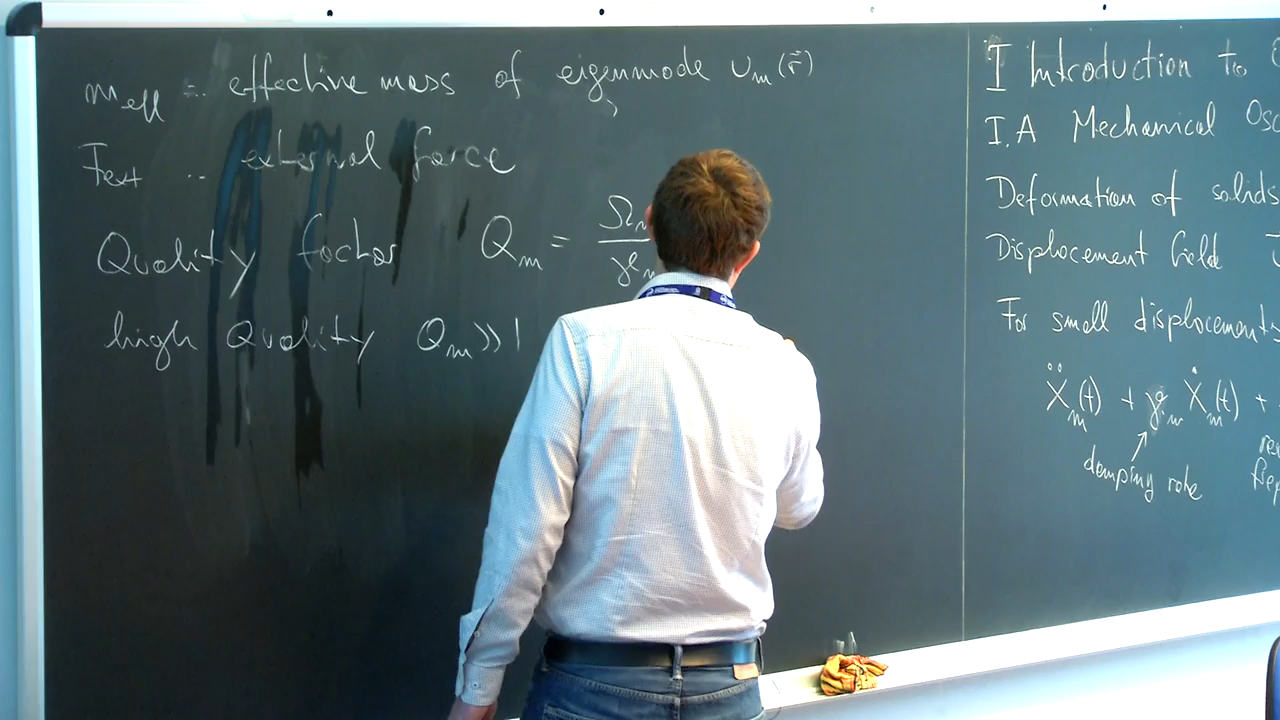 m_eff .. effective mass of eigenmode u_m(r⃗),
F_ext .. external force
Quality factor Q_m = Ω_m / γ_m
high Quality Q_m >> 1
I Introduction to
I.A Mechanical Osc
Deformation of solids
Displacement field
For small displacements
ẍ_m(t) + γ_m ẋ_m(t) +
damping rate